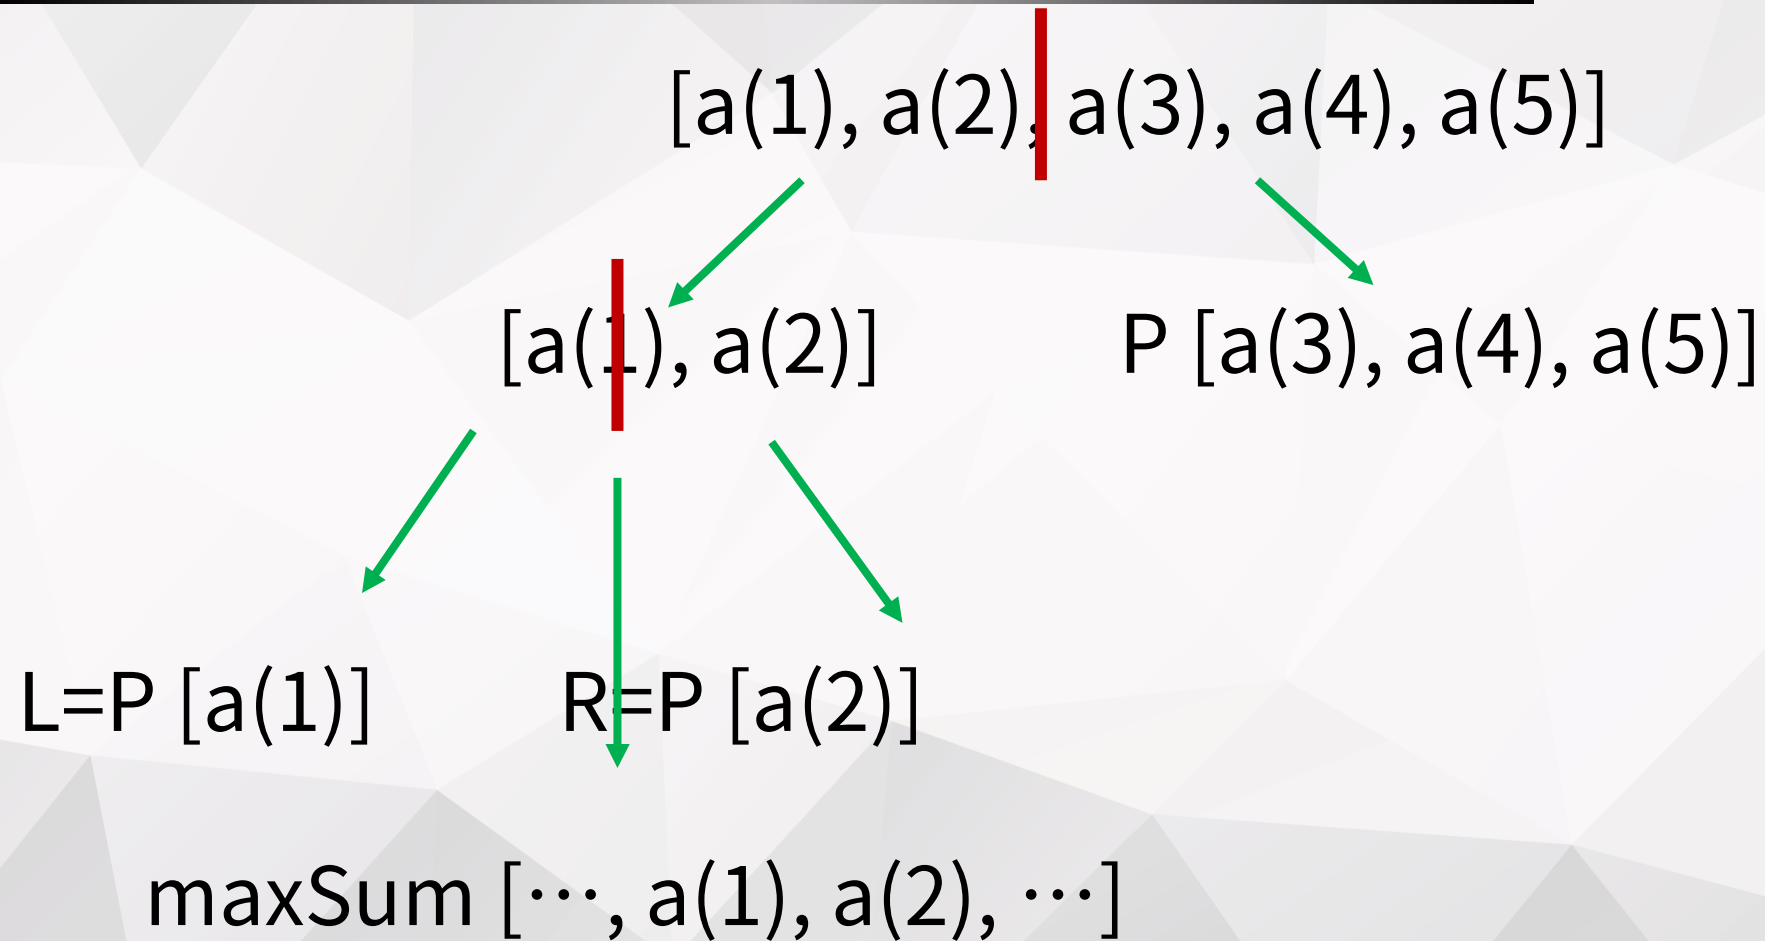 [a(1), a(2), a(3), a(4), a(5)]
[a(1), a(2)]
P [a(3), a(4), a(5)]
L=P [a(1)]
R=P [a(2)]
maxSum [⋯, a(1), a(2), ⋯]